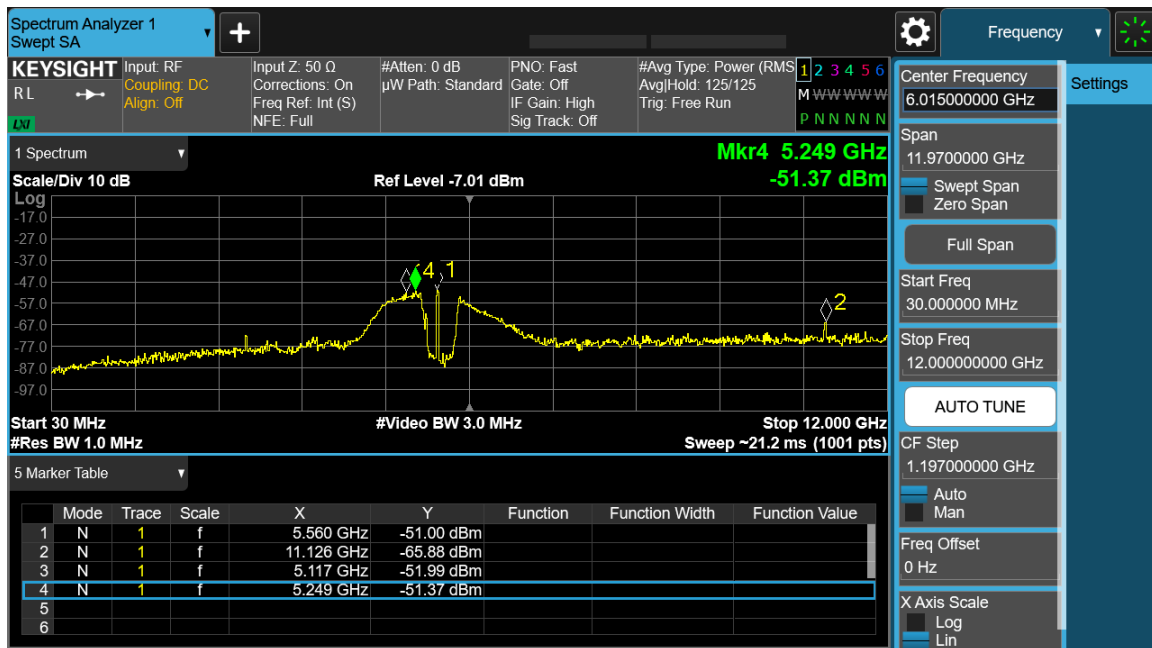 Spectrum Analyzer 1
Swept SA
+
Frequency
KEYSIGHT
RL
LXI
Input: RF
Coupling: DC
Align: Off
Input Z: 50 Ω
Corrections: On
Freq Ref: Int (S)
NFE: Full
#Atten: 0 dB
µW Path: Standard
PNO: Fast
Gate: Off
IF Gain: High
Sig Track: Off
#Avg Type: Power (RMS
Avg|Hold: 125/125
Trig: Free Run
1 2 3 4 5 6
M W W W W W
P N N N N N
1 Spectrum
Scale/Div 10 dB
Ref Level -7.01 dBm
Mkr4 5.249 GHz
-51.37 dBm
Log
-17.0
-27.0
-37.0
-47.0
-57.0
-67.0
-77.0
-87.0
-97.0
4 1
2
Start 30 MHz
#Video BW 3.0 MHz
Stop 12.000 GHz
#Res BW 1.0 MHz
Sweep ~21.2 ms (1001 pts)
5 Marker Table
Mode Trace Scale X Y Function Function Width Function Value
1 N 1 f 5.560 GHz -51.00 dBm
2 N 1 f 11.126 GHz -65.88 dBm
3 N 1 f 5.117 GHz -51.99 dBm
4 N 1 f 5.249 GHz -51.37 dBm
5
6
Center Frequency
6.015000000 GHz
Settings
Span
11.9700000 GHz
Swept Span
Zero Span
Full Span
Start Freq
30.000000 MHz
Stop Freq
12.000000000 GHz
AUTO TUNE
CF Step
1.197000000 GHz
Auto
Man
Freq Offset
0 Hz
X Axis Scale
Log
Lin